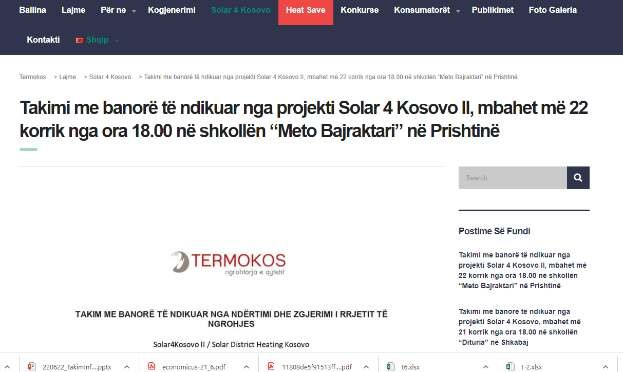 Ballina Lajme Për ne Kogjenerimi Solar 4 Kosovo Heat Save Konkurse Konsumatorët Publikimet Foto Galeria
Kontakti Shqip
Termokos > Lajme > Solar 4 Kosovo > Takimi me banorë të ndikuar nga projekti Solar 4 Kosovo II, mbahet më 22 korrik nga ora 18.00 në shkollën "Meto Bajraktari" në Prishtinë
Takimi me banorë të ndikuar nga projekti Solar 4 Kosovo II, mbahet më 22
korrik nga ora 18.00 në shkollën “Meto Bajraktari” në Prishtinë
Search
Postime Së Fundi
Takimi me banorë të ndikuar nga
projekti Solar 4 Kosovo II, mbahet më
22 korrik nga ora 18.00 në shkollën
“Meto Bajraktari” në Prishtinë
TERMOKOS
ngrohtorja e qytetit
TAKIM ME BANORË TË NDIKUAR NGA NDËRTIMI DHE ZGJERIMI I RRJETIT TË
NGROHJES
Solar4Kosovo II / Solar District Heating Kosovo
Takimi me banorë të ndikuar nga
projekti Solar 4 Kosovo, mbahet më
21 korrik nga ora 18.00 në shkollën
“Dituria” në Shkabaj
220622_Takiminf....pptx economicus-21_6.pdf 11808de5f91513ff....pdf 16.xlsx 1-2.xlsx